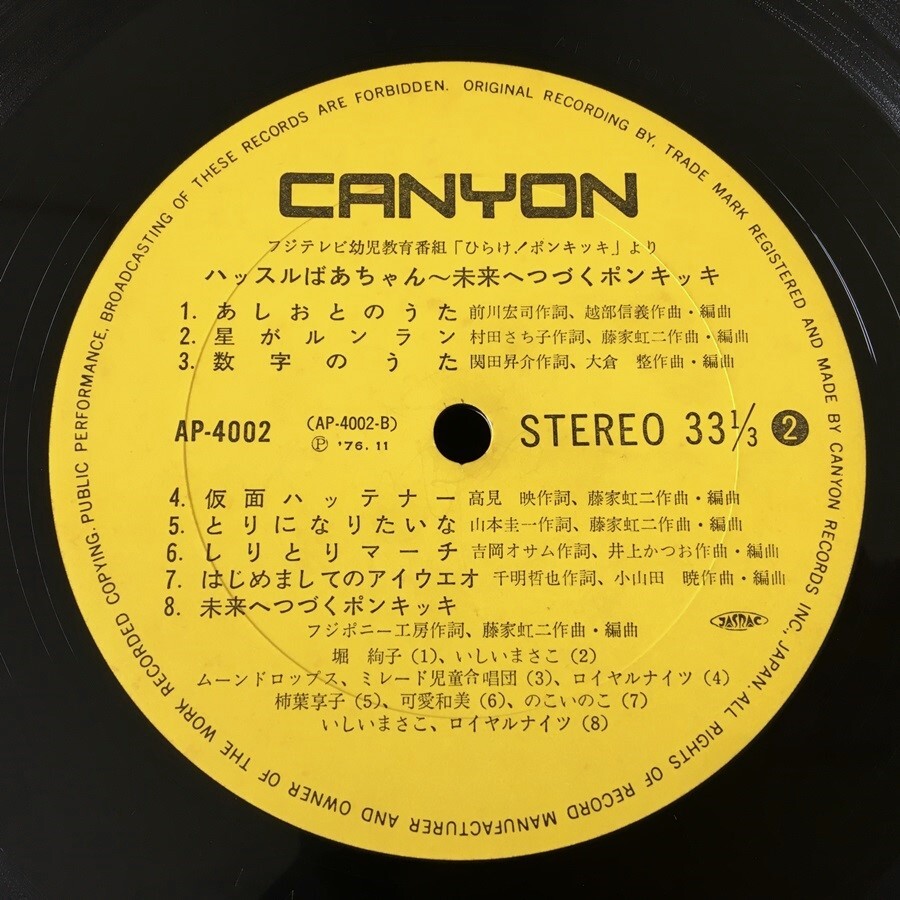 ORIGINAL RECORDING BY, TRADE MARK REGISTERED AND MADE BY CANYON RECORDS INC., JAPAN. ALL RIGHTS OF RECORD MANUFACTURER AND OWNER OF THE WORK RECORDED COPYING. PUBLIC PERFORMANCE, BROADCASTING OF THESE RECORDS ARE FORBIDDEN.
CANYON
フジテレビ幼児教育番組「ひらけ!ポンキッキ」より
ハッスルばあちゃん〜未来へつづくポンキッキ
1. あしおとのうた 前川宏司作詞、越部信義作曲・編曲
2. 星がルンラン 村田さち子作詞、藤家虹二作曲・編曲
3. 数字のうた 関田昇介作詞、大倉 整作曲・編曲
AP-4002 (AP-4002-B) STEREO 33 1/3 2
Ⓟ '76. 11
4. 仮面ハッテナー 高見 映作詞、藤家虹二作曲・編曲
5. とりになりたいな 山本圭一作詞、藤家虹二作曲・編曲
6. しりとりマーチ 吉岡オサム作詞、井上かつお作曲・編曲
7. はじめましてのアイウエオ 千明哲也作詞、小山田 暁作曲・編曲
8. 未来へつづくポンキッキ
フジポニー工房作詞、藤家虹二作曲・編曲
JASRAC
堀 絢子(1)、いしいまさこ(2)
ムーンドロップス、ミレード児童合唱団(3)、ロイヤルナイツ(4)
柿葉享子(5)、可愛和美(6)、のこいのこ(7)
いしいまさこ、ロイヤルナイツ(8)